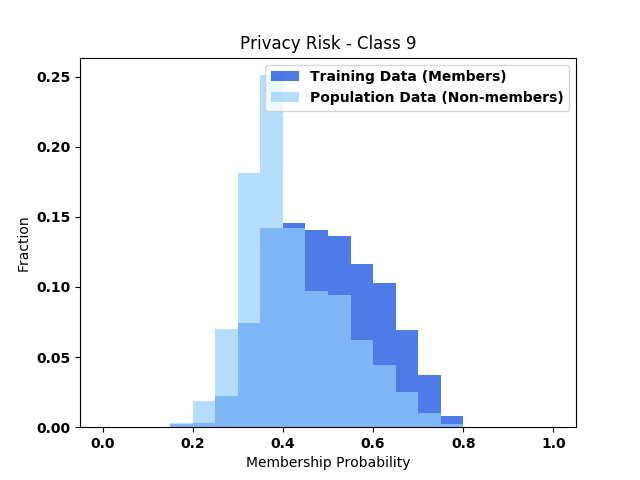 Privacy Risk - Class 9
Training Data (Members)
Population Data (Non-members)
Fraction
0.25
0.20
0.15
0.10
0.05
0.00
0.0 0.2 0.4 0.6 0.8 1.0
Membership Probability